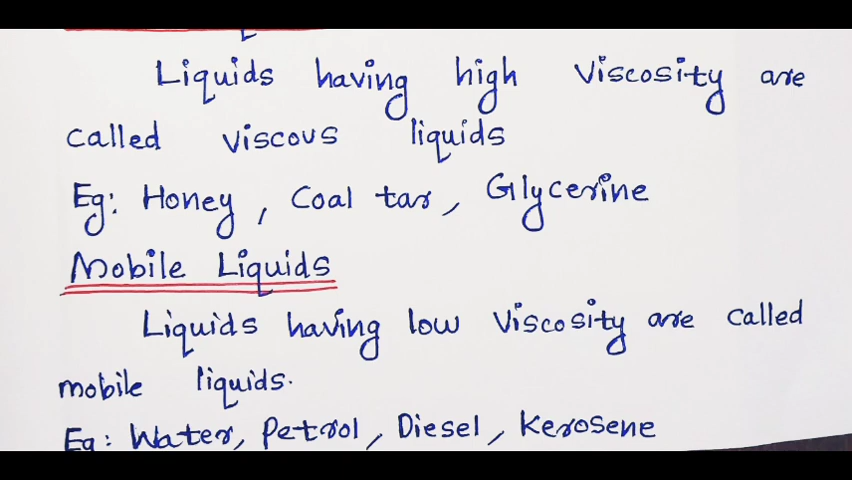 Liquids having high viscosity are
called viscous liquids
Eg: Honey, Coal tar, Glycerine
Mobile Liquids
Liquids having low viscosity are called
mobile liquids.
Eg: Water, Petrol, Diesel, Kerosene